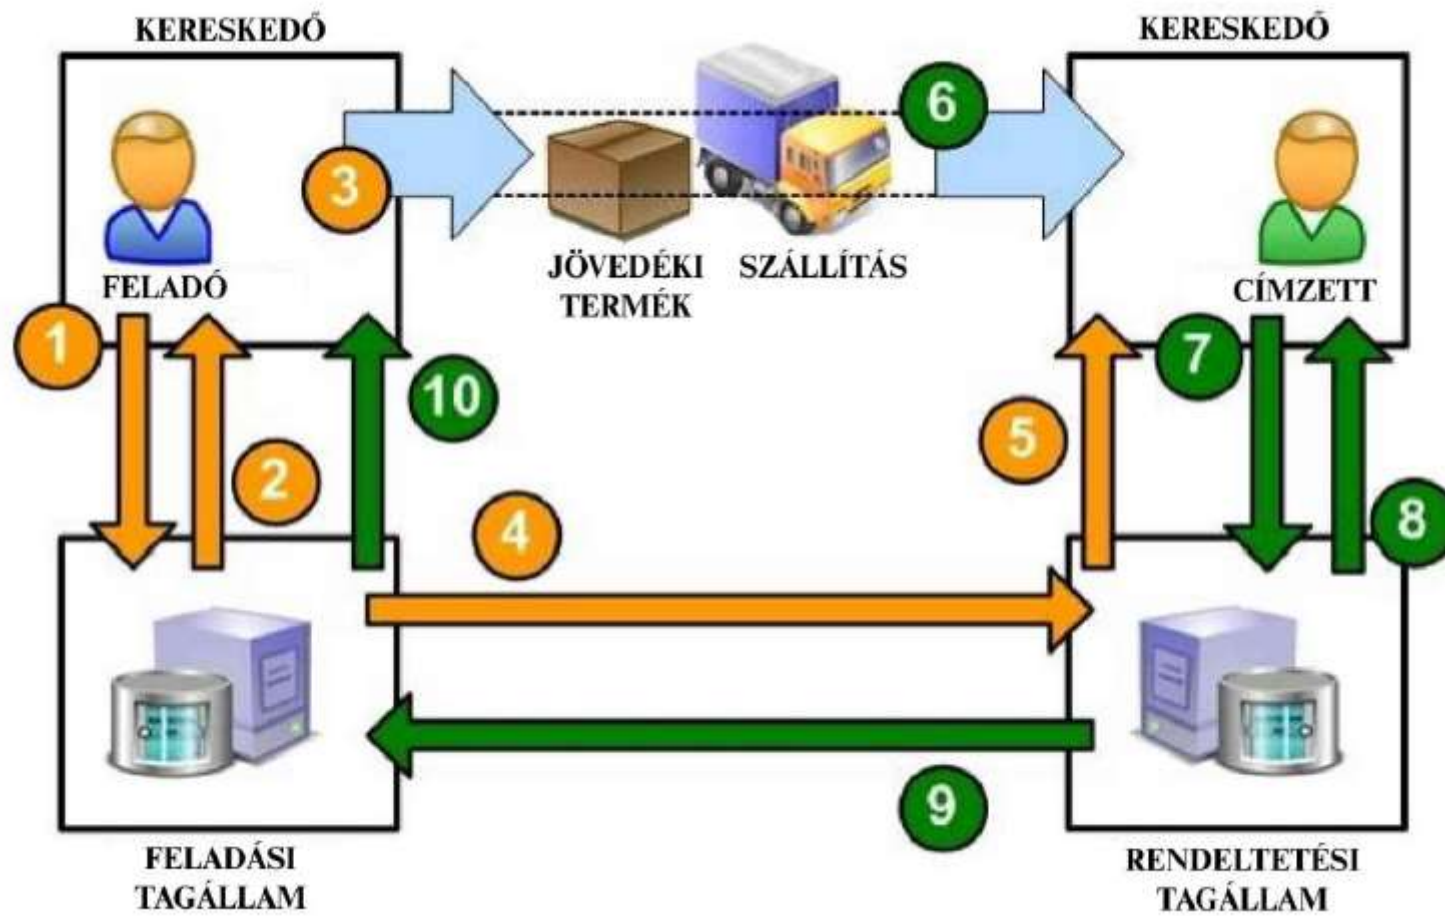 KERESKEDŐ
KERESKEDŐ
6
3
JÖVEDÉKI
TERMÉK
SZÁLLÍTÁS
FELADÓ
CÍMZETT
1
7
10
5
2
8
4
9
FELADÁSI
TAGÁLLAM
RENDELTETÉSI
TAGÁLLAM